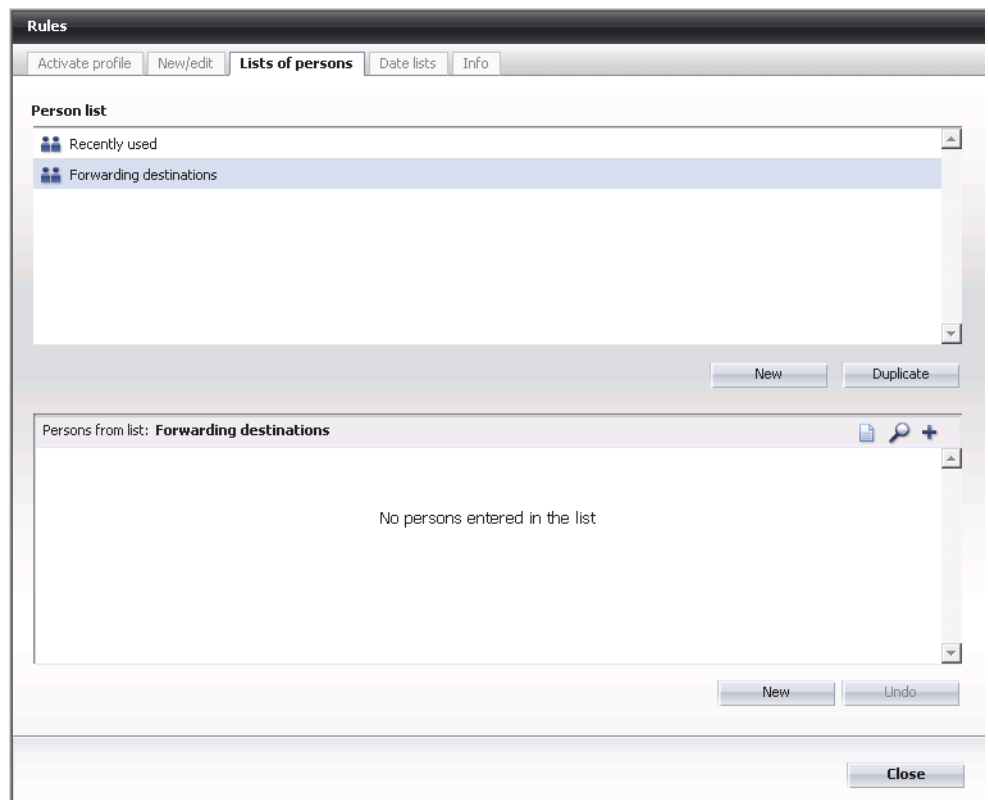 Rules
Activate profile New/edit Lists of persons Date lists Info
Person list
Recently used
Forwarding destinations
New Duplicate
Persons from list: Forwarding destinations
No persons entered in the list
New Undo
Close